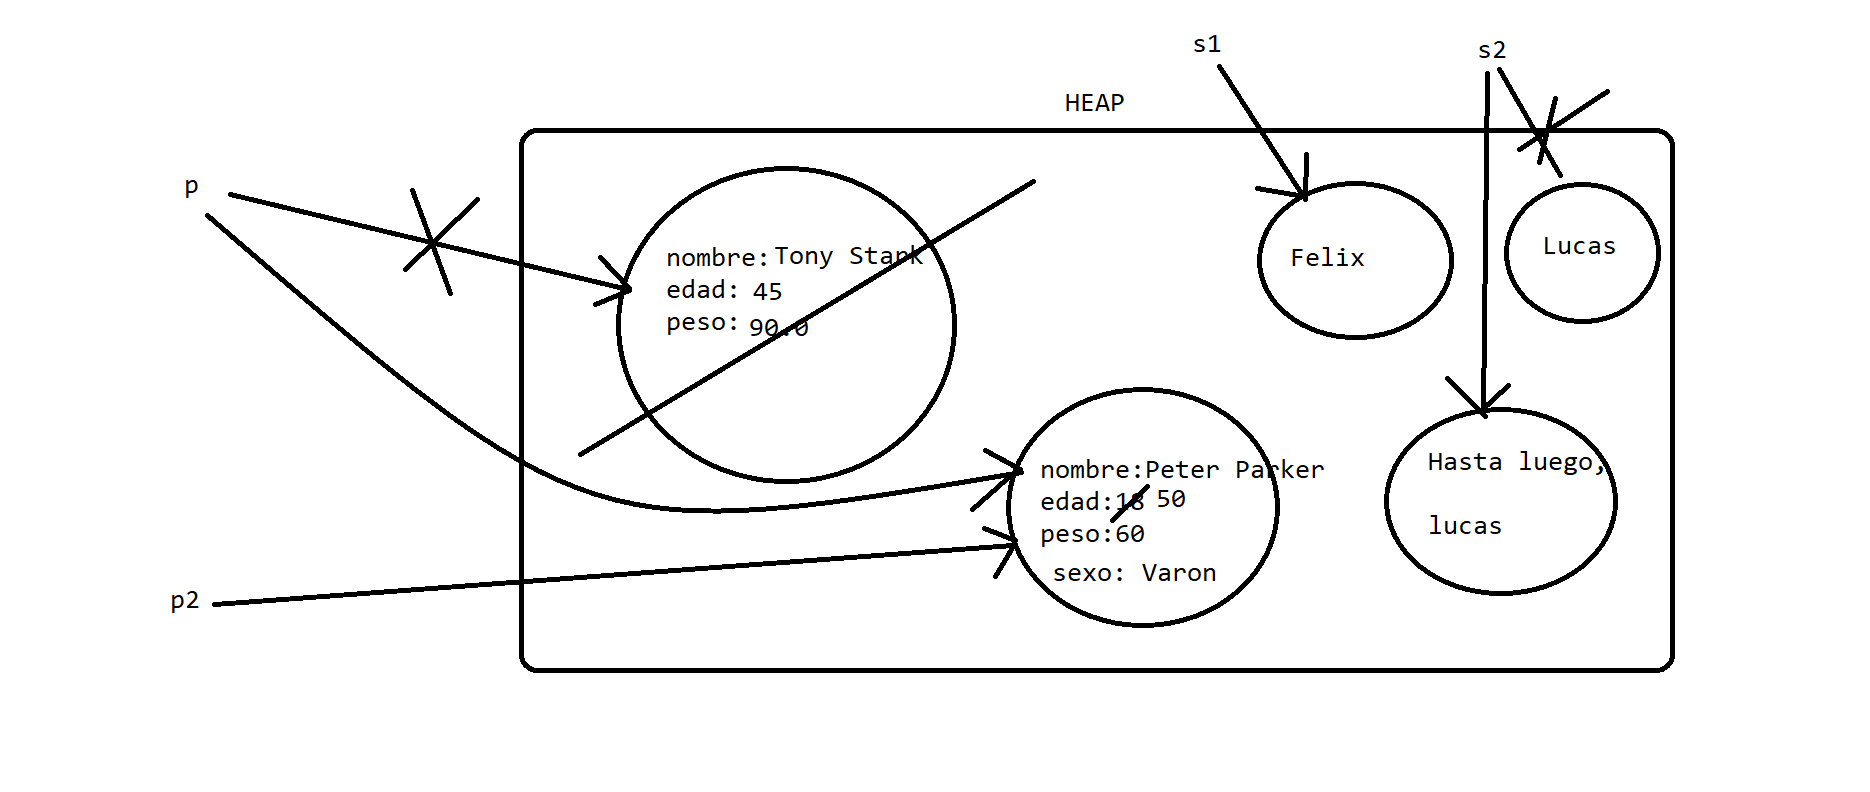 s1
s2
HEAP
p
nombre:Tony Stark
edad: 45
peso: 90.0
Felix
Lucas
nombre:Peter Parker
edad:18 50
peso:60
sexo: Varon
Hasta luego,
lucas
p2